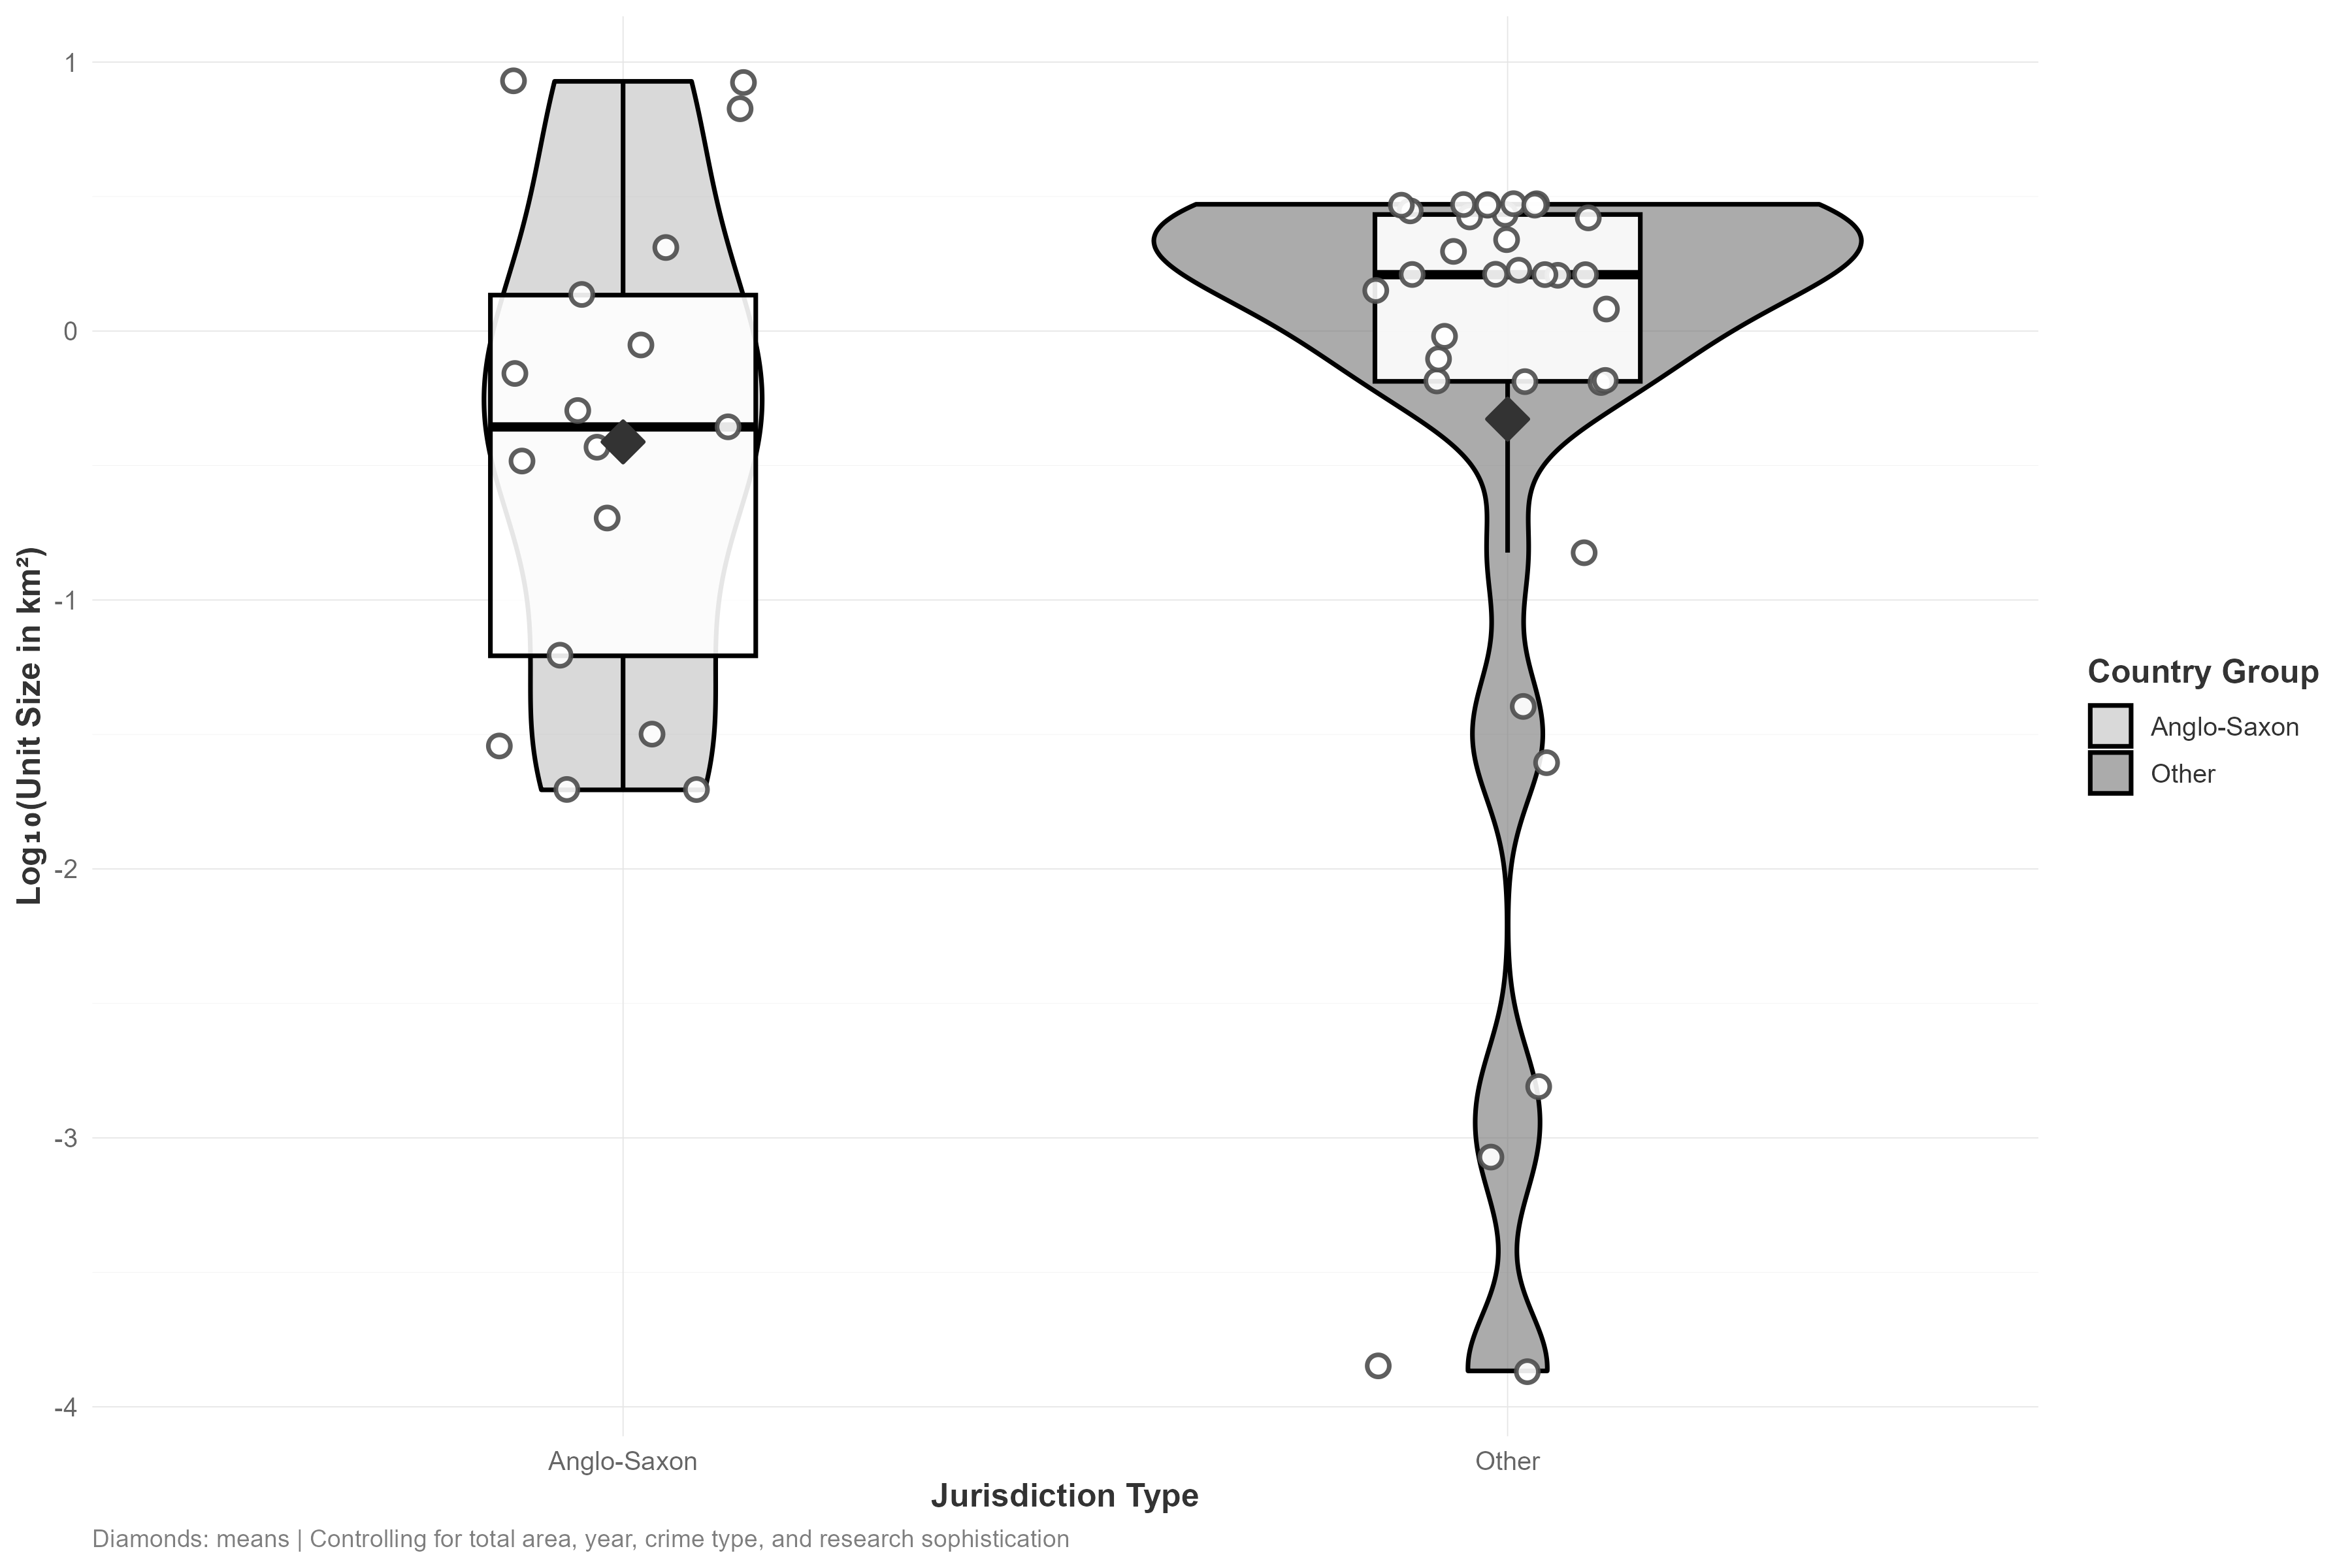 1
0
-1
-2
-3
-4
Log₁₀(Unit Size in km²)
Anglo-Saxon
Other
Jurisdiction Type
Country Group
Anglo-Saxon
Other
Diamonds: means | Controlling for total area, year, crime type, and research sophistication